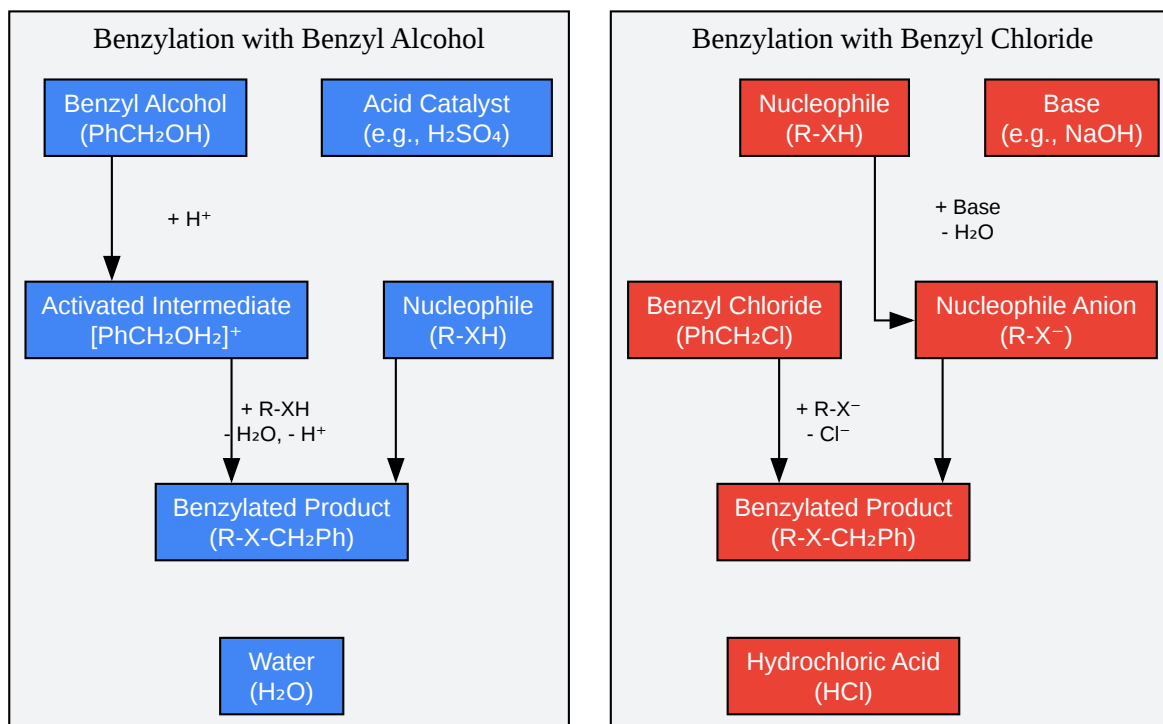 Benzylation with Benzyl Alcohol
Benzyl Alcohol
(PhCH₂OH)
Acid Catalyst
(e.g., H₂SO₄)
+ H⁺
Activated Intermediate
[PhCH₂OH₂]⁺
Nucleophile
(R-XH)
+ R-XH
- H₂O, - H⁺
Benzylated Product
(R-X-CH₂Ph)
Water
(H₂O)
Benzylation with Benzyl Chloride
Nucleophile
(R-XH)
Base
(e.g., NaOH)
+ Base
- H₂O
Benzyl Chloride
(PhCH₂Cl)
Nucleophile Anion
(R-X⁻)
+ R-X⁻
- Cl⁻
Benzylated Product
(R-X-CH₂Ph)
Hydrochloric Acid
(HCl)